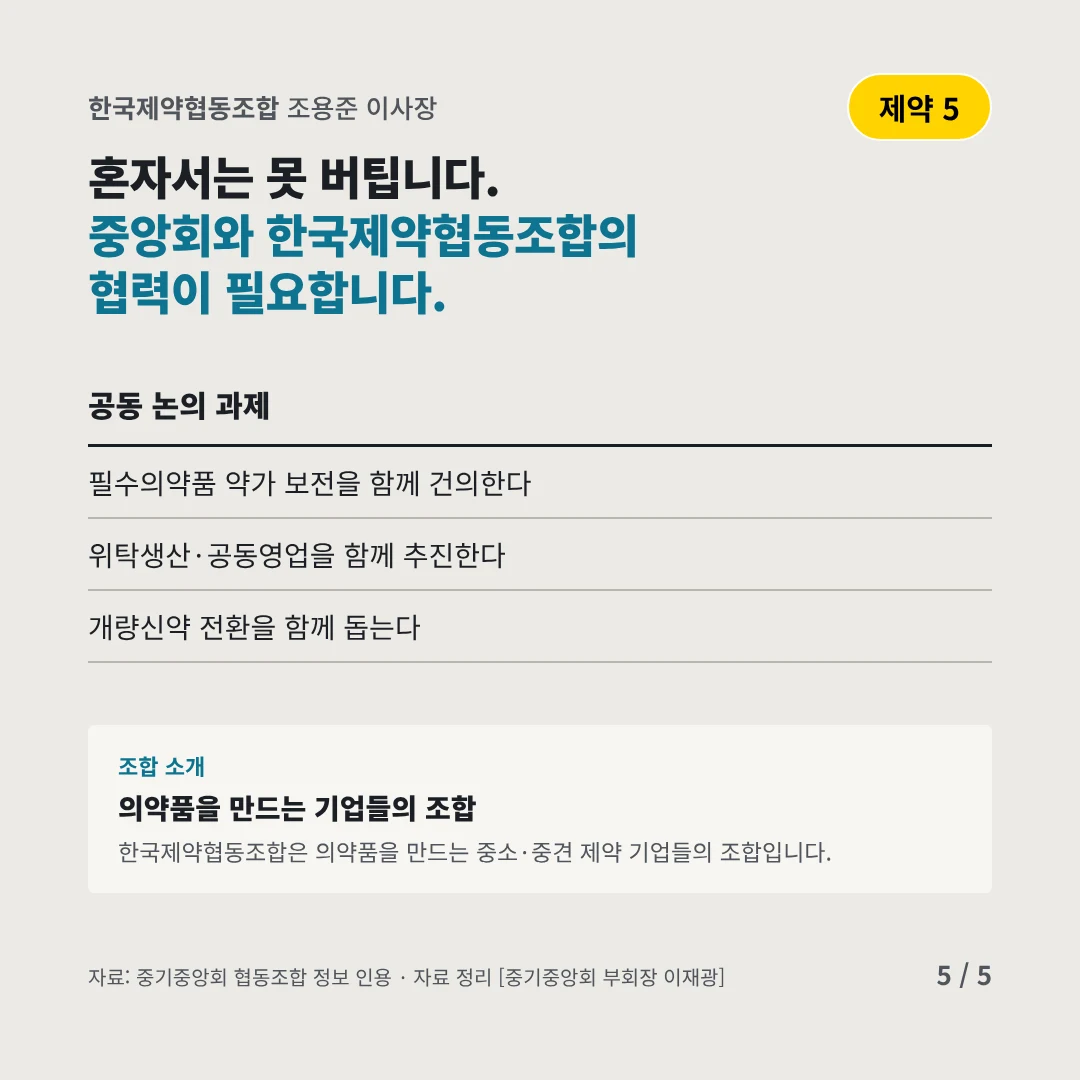 한국제약협동조합 조용준 이사장
제약 5
혼자서는 못 버팁니다.
중앙회와 한국제약협동조합의
협력이 필요합니다.
공동 논의 과제
필수의약품 약가 보전을 함께 건의한다
위탁생산·공동영업을 함께 추진한다
개량신약 전환을 함께 돕는다
조합 소개
의약품을 만드는 기업들의 조합
한국제약협동조합은 의약품을 만드는 중소·중견 제약 기업들의 조합입니다.
자료: 중기중앙회 협동조합 정보 인용 · 자료 정리 [중기중앙회 부회장 이재광]
5 / 5